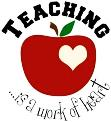 TEACHING
...is a work of heart